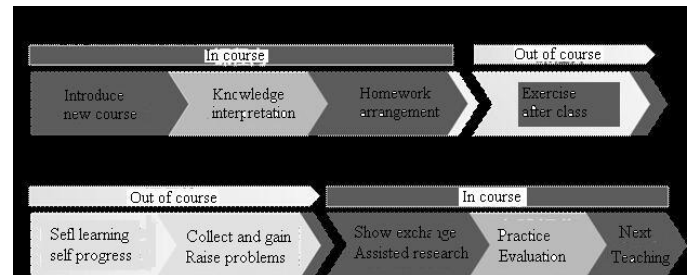 In course
Out of course
Introduce
new course
Knowledge
interpretation
Homework
arrangement
Exercise
after class
Out of course
In course
Sefl learning
self progress
Collect and gain
Raise problems
Show exchange
Assisted research
Practice
Evaluation
Next
Teaching